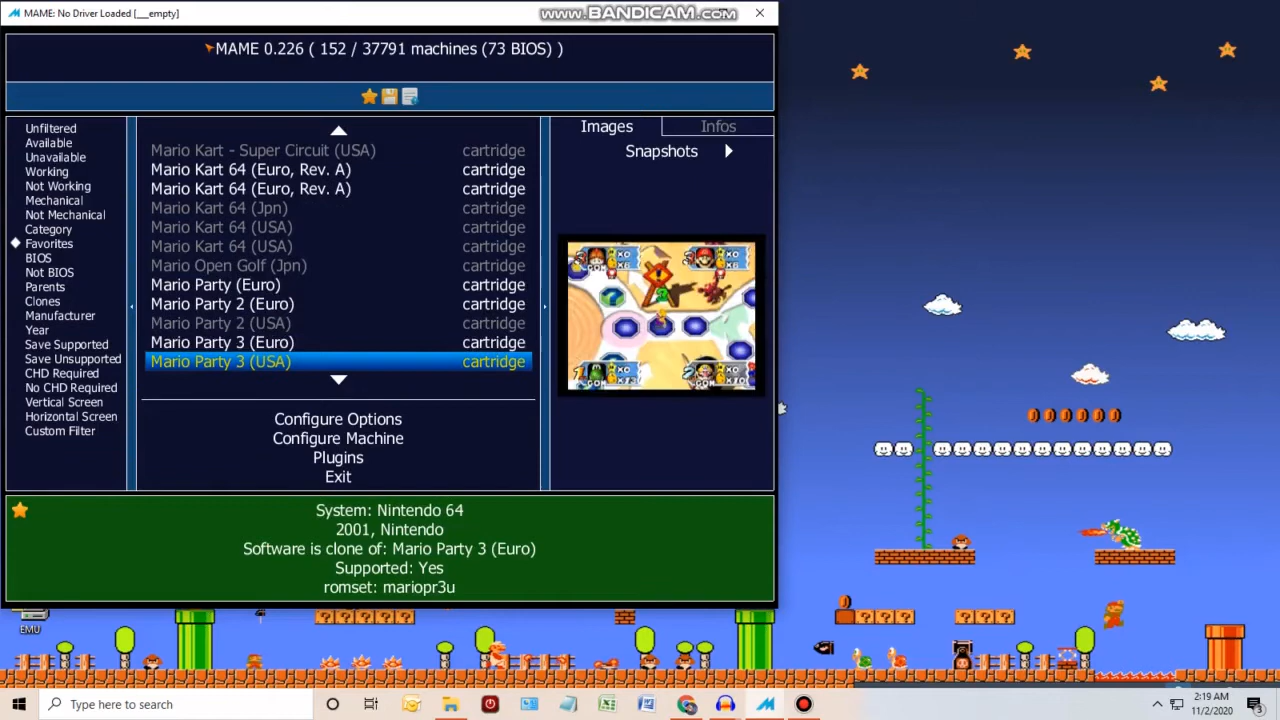 MAME: No Driver Loaded [__empty]
www.BANDICAM.com
MAME 0.226 ( 152 / 37791 machines (73 BIOS) )
Unfiltered
Available
Unavailable
Working
Not Working
Mechanical
Not Mechanical
Category
Favorites
BIOS
Not BIOS
Parents
Clones
Manufacturer
Year
Save Supported
Save Unsupported
CHD Required
No CHD Required
Vertical Screen
Horizontal Screen
Custom Filter
Mario Kart - Super Circuit (USA) cartridge
Mario Kart 64 (Euro, Rev. A) cartridge
Mario Kart 64 (Euro, Rev. A) cartridge
Mario Kart 64 (Jpn) cartridge
Mario Kart 64 (USA) cartridge
Mario Kart 64 (USA) cartridge
Mario Open Golf (Jpn) cartridge
Mario Party (Euro) cartridge
Mario Party 2 (Euro) cartridge
Mario Party 2 (USA) cartridge
Mario Party 3 (Euro) cartridge
Mario Party 3 (USA) cartridge
Configure Options
Configure Machine
Plugins
Exit
Images Infos
Snapshots
System: Nintendo 64
2001, Nintendo
Software is clone of: Mario Party 3 (Euro)
Supported: Yes
romset: mariopr3u
EMU
Type here to search
2:19 AM
11/2/2020
3